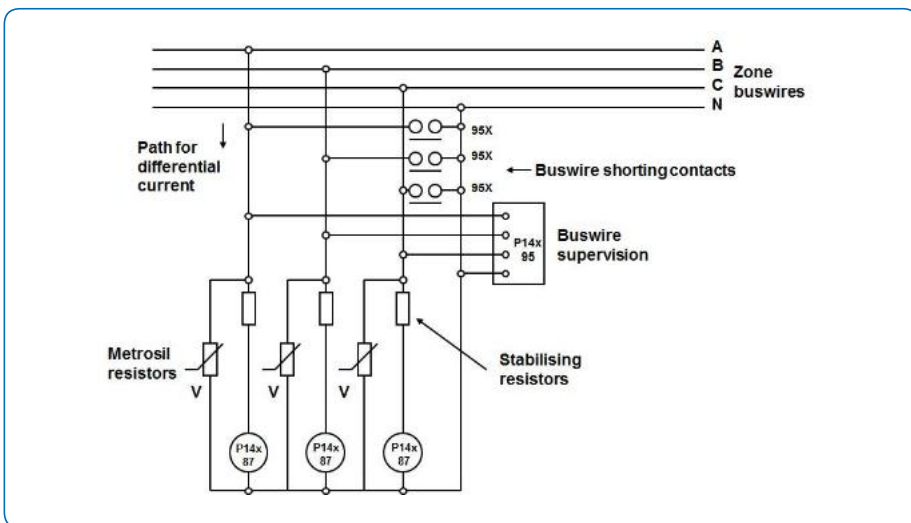 A
B
C
N
Zone
buswires
95X
95X
95X
Path for
differential
current
Buswire shorting contacts
P14x
95
Buswire
supervision
Metrosil
resistors
V
V
V
Stabilising
resistors
P14x
87
P14x
87
P14x
87